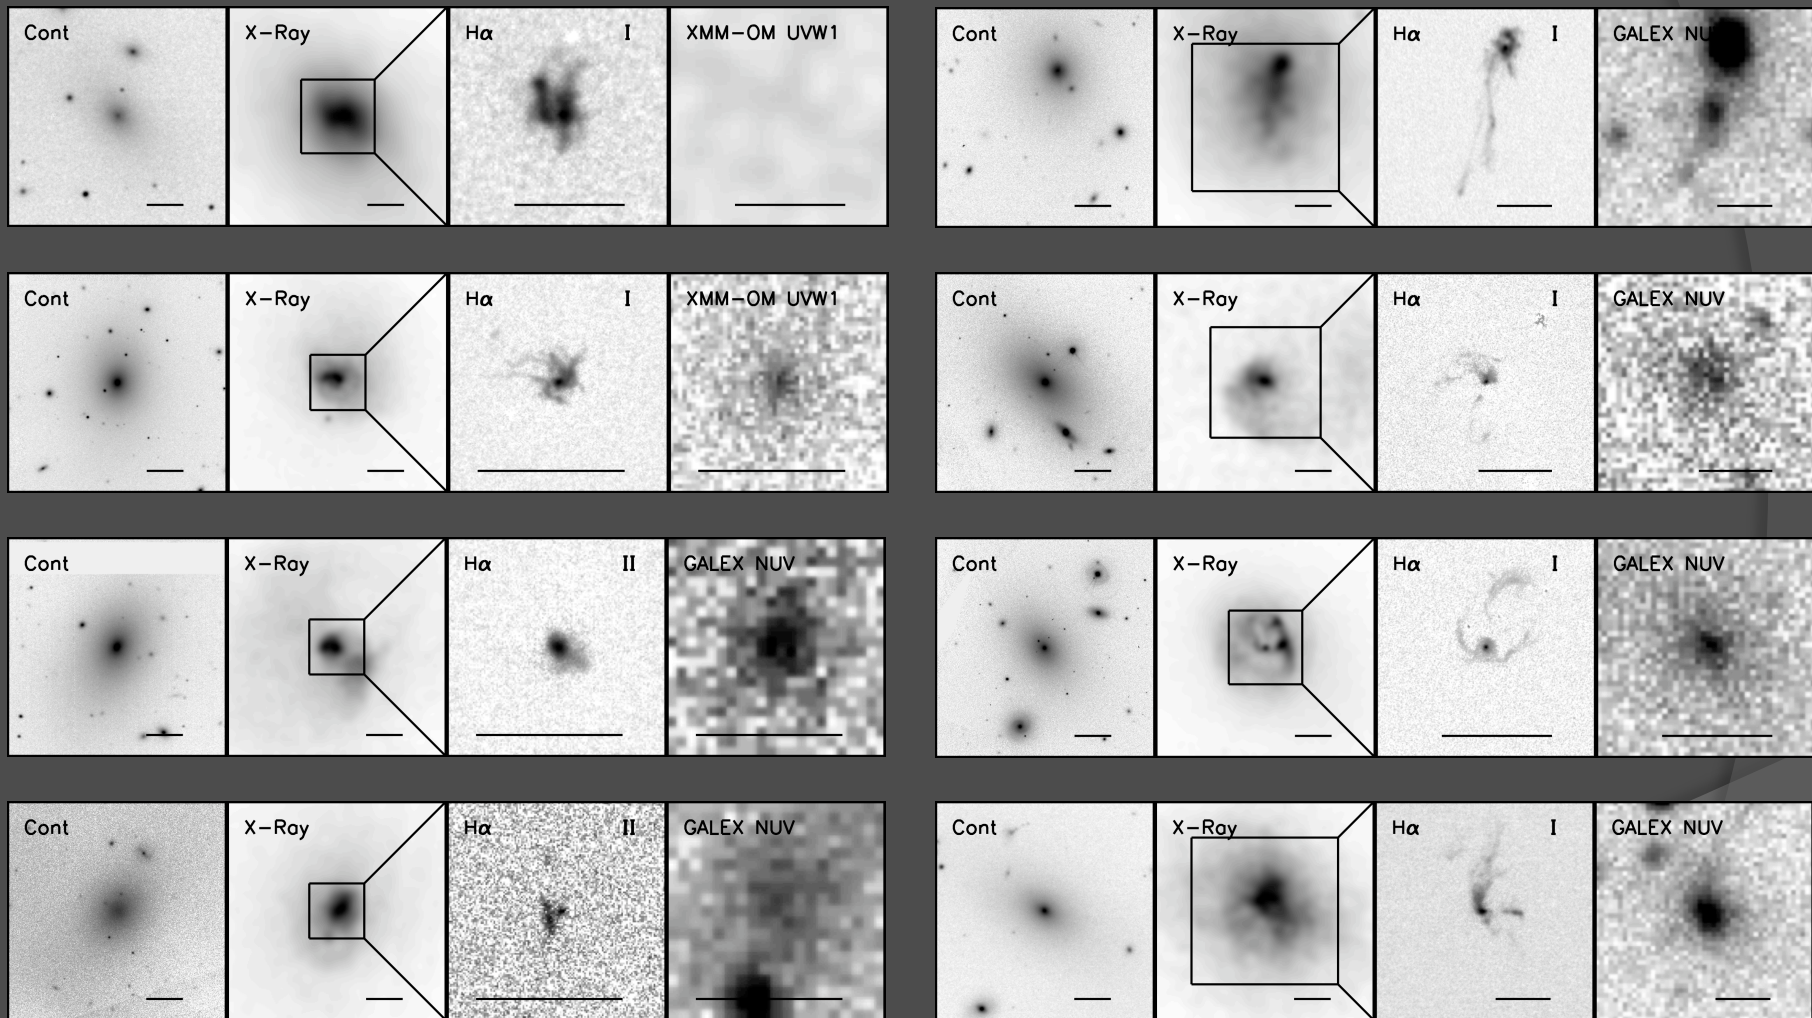 Cont X-Ray Hα I XMM-OM UVW1
Cont X-Ray Hα I GALEX NU
Cont X-Ray Hα I XMM-OM UVW1
Cont X-Ray Hα I GALEX NUV
Cont X-Ray Hα II GALEX NUV
Cont X-Ray Hα I GALEX NUV
Cont X-Ray Hα II GALEX NUV
Cont X-Ray Hα I GALEX NUV